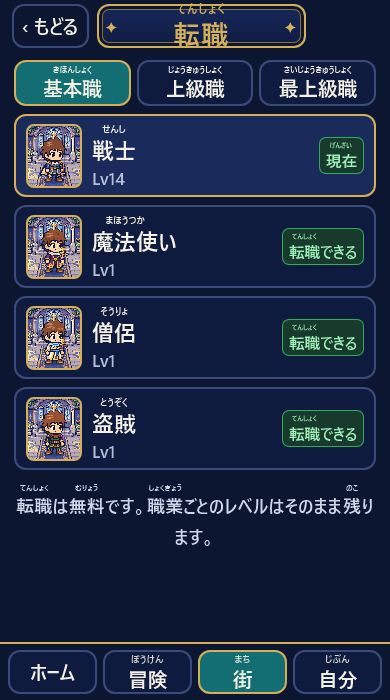 ‹ もどる
てんしょく
転職
きほんしょく
基本職
じょうきゅうしょく
上級職
さいじょうきゅうしょく
最上級職
せんし
戦士
Lv14
げんざい
現在
まほうつか
魔法使い
Lv1
てんしょく
転職できる
そうりょ
僧侶
Lv1
てんしょく
転職できる
とうぞく
盗賊
Lv1
てんしょく
転職できる
てんしょく むりょう しょくぎょう のこ
転職は無料です。職業ごとのレベルはそのまま残り
ます。
ホーム
ぼうけん
冒険
まち
街
じぶん
自分